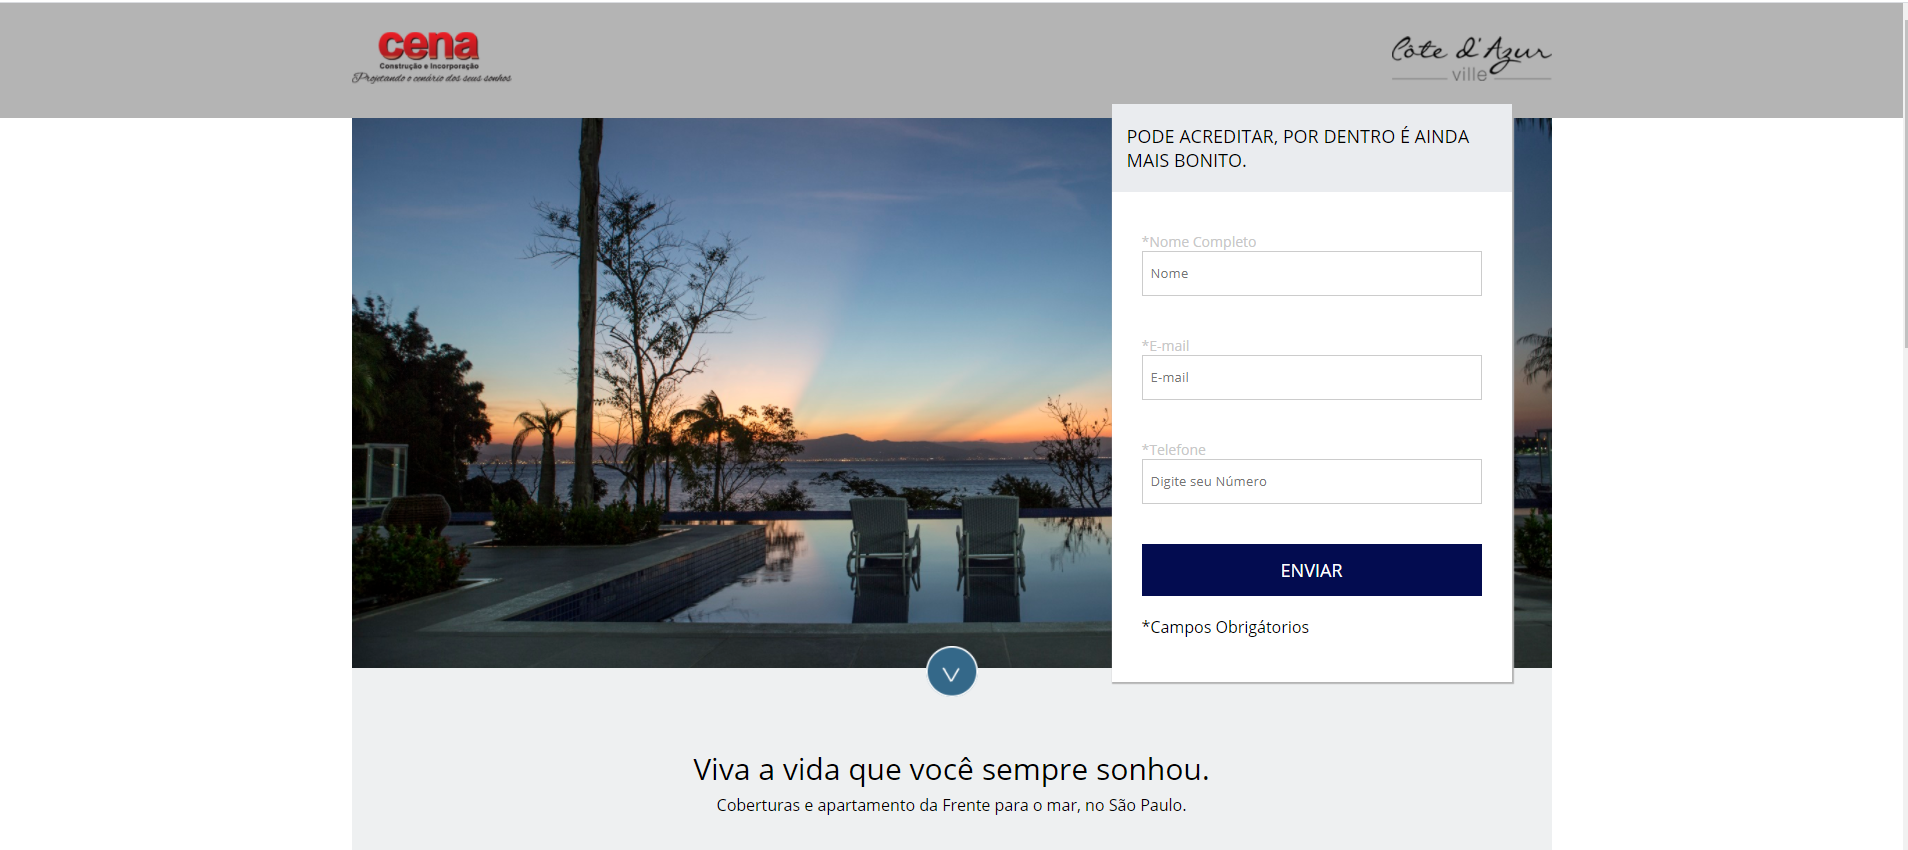 cena
Construção e Incorporação
Projetando o cenário dos seus sonhos
Côte d'Azur
ville
PODE ACREDITAR, POR DENTRO É AINDA
MAIS BONITO.
*Nome Completo
Nome
*E-mail
E-mail
*Telefone
Digite seu Número
ENVIAR
*Campos Obrigátorios
Viva a vida que você sempre sonhou.
Coberturas e apartamento da Frente para o mar, no São Paulo.